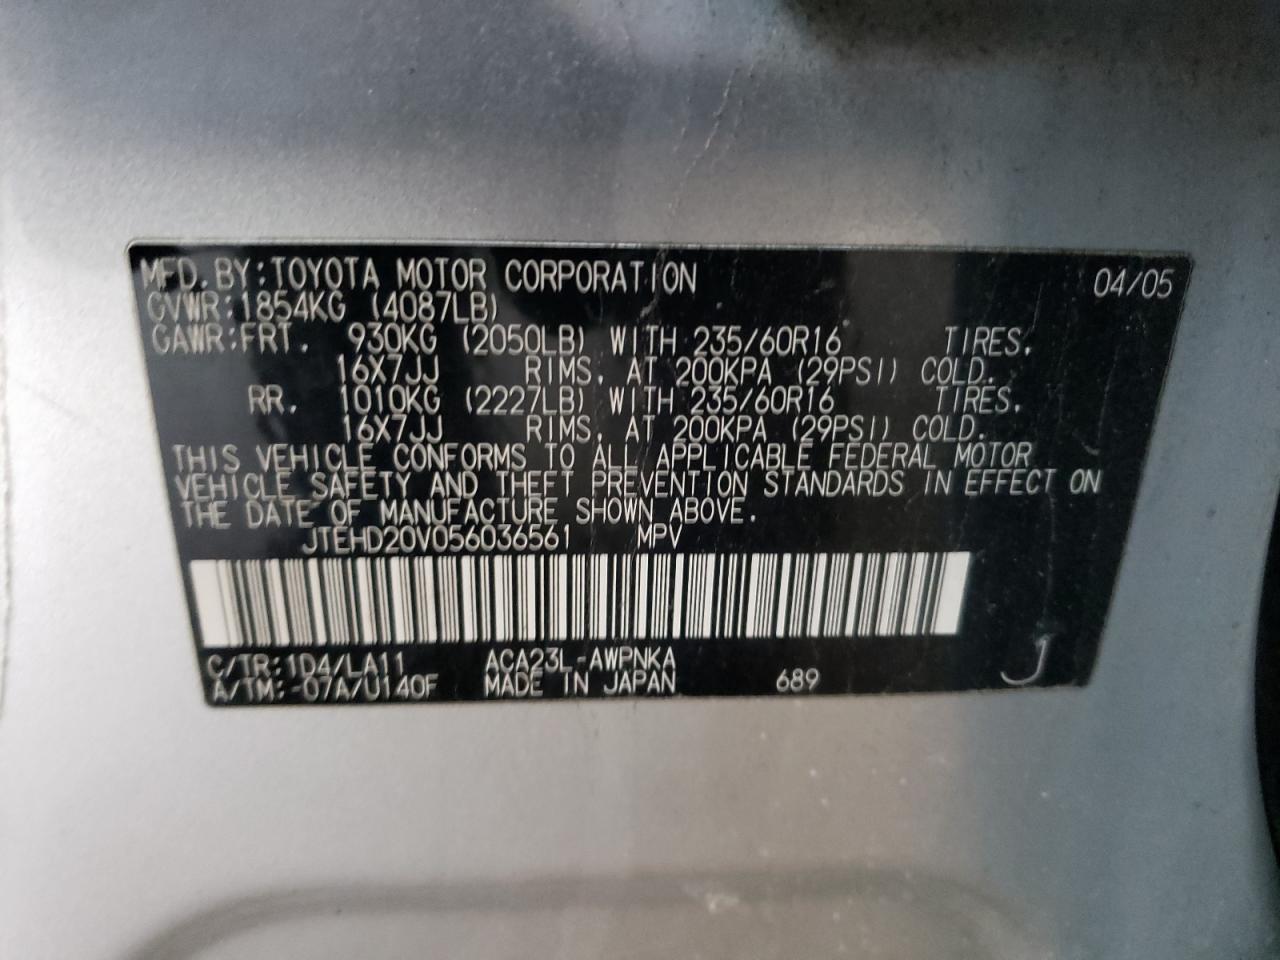 MFD. BY: TOYOTA MOTOR CORPORATION 04/05
GVWR: 1854KG (4087LB)
GAWR: FRT. 930KG (2050LB) WITH 235/60R16 TIRES,
16X7JJ RIMS, AT 200KPA (29PSI) COLD.
RR. 1010KG (2227LB) WITH 235/60R16 TIRES,
16X7JJ RIMS, AT 200KPA (29PSI) COLD.
THIS VEHICLE CONFORMS TO ALL APPLICABLE FEDERAL MOTOR
VEHICLE SAFETY AND THEFT PREVENTION STANDARDS IN EFFECT ON
THE DATE OF MANUFACTURE SHOWN ABOVE.
JTEHD20V056036561 MPV
C/TR: 1D4/LA11 ACA23L-AWPNKA
A/TM: -07A/U140F MADE IN JAPAN 689 J